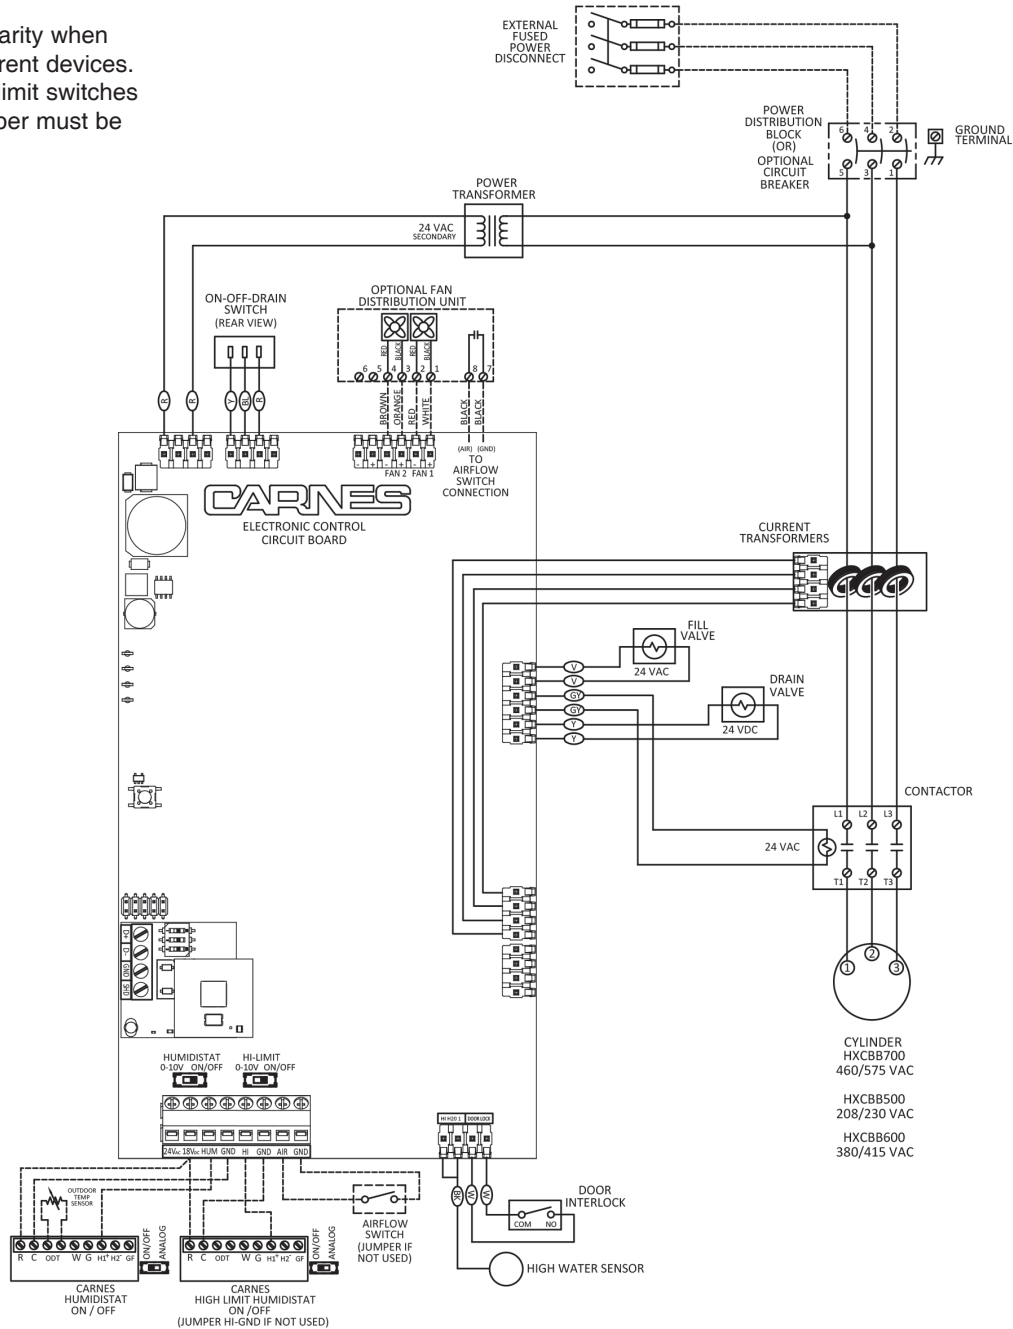 arity when
rent devices.
limit switches
per must be
EXTERNAL
FUSED
POWER
DISCONNECT
POWER
DISTRIBUTION
BLOCK
(OR)
OPTIONAL
CIRCUIT
BREAKER
6 4 2
5 3 1
GROUND
TERMINAL
POWER
TRANSFORMER
24 VAC
SECONDARY
ON-OFF-DRAIN
SWITCH
(REAR VIEW)
OPTIONAL FAN
DISTRIBUTION UNIT
RED BLACK RED BLACK
6 5 4 3 2 1 8 7
R R Y BL R
BROWN ORANGE RED WHITE BLACK BLACK
- + - + - +
FAN 2 FAN 1
(AIR) (GND)
TO
AIRFLOW
SWITCH
CONNECTION
CARNES
ELECTRONIC CONTROL
CIRCUIT BOARD
CURRENT
TRANSFORMERS
FILL
VALVE
24 VAC
V
V
GY
GY
Y
Y
DRAIN
VALVE
24 VDC
CONTACTOR
L1 L2 L3
24 VAC
T1 T2 T3
1 2 3
CYLINDER
HXCBB700
460/575 VAC
HXCBB500
208/230 VAC
HXCBB600
380/415 VAC
D+
D-
GND
SHD
HUMIDISTAT
0-10V ON/OFF
HI-LIMIT
0-10V ON/OFF
24VAC 18VDC HUM GND HI GND AIR GND
HI H20 1 DOOR LOCK
BK W W
DOOR
INTERLOCK
COM NO
HIGH WATER SENSOR
AIRFLOW
SWITCH
(JUMPER IF
NOT USED)
OUTDOOR
TEMP
SENSOR
R C ODT W G H1+ H2- GF
ON/OFF
ANALOG
CARNES
HUMIDISTAT
ON / OFF
R C ODT W G H1+ H2- GF
ON/OFF
ANALOG
CARNES
HIGH LIMIT HUMIDISTAT
ON /OFF
(JUMPER HI-GND IF NOT USED)